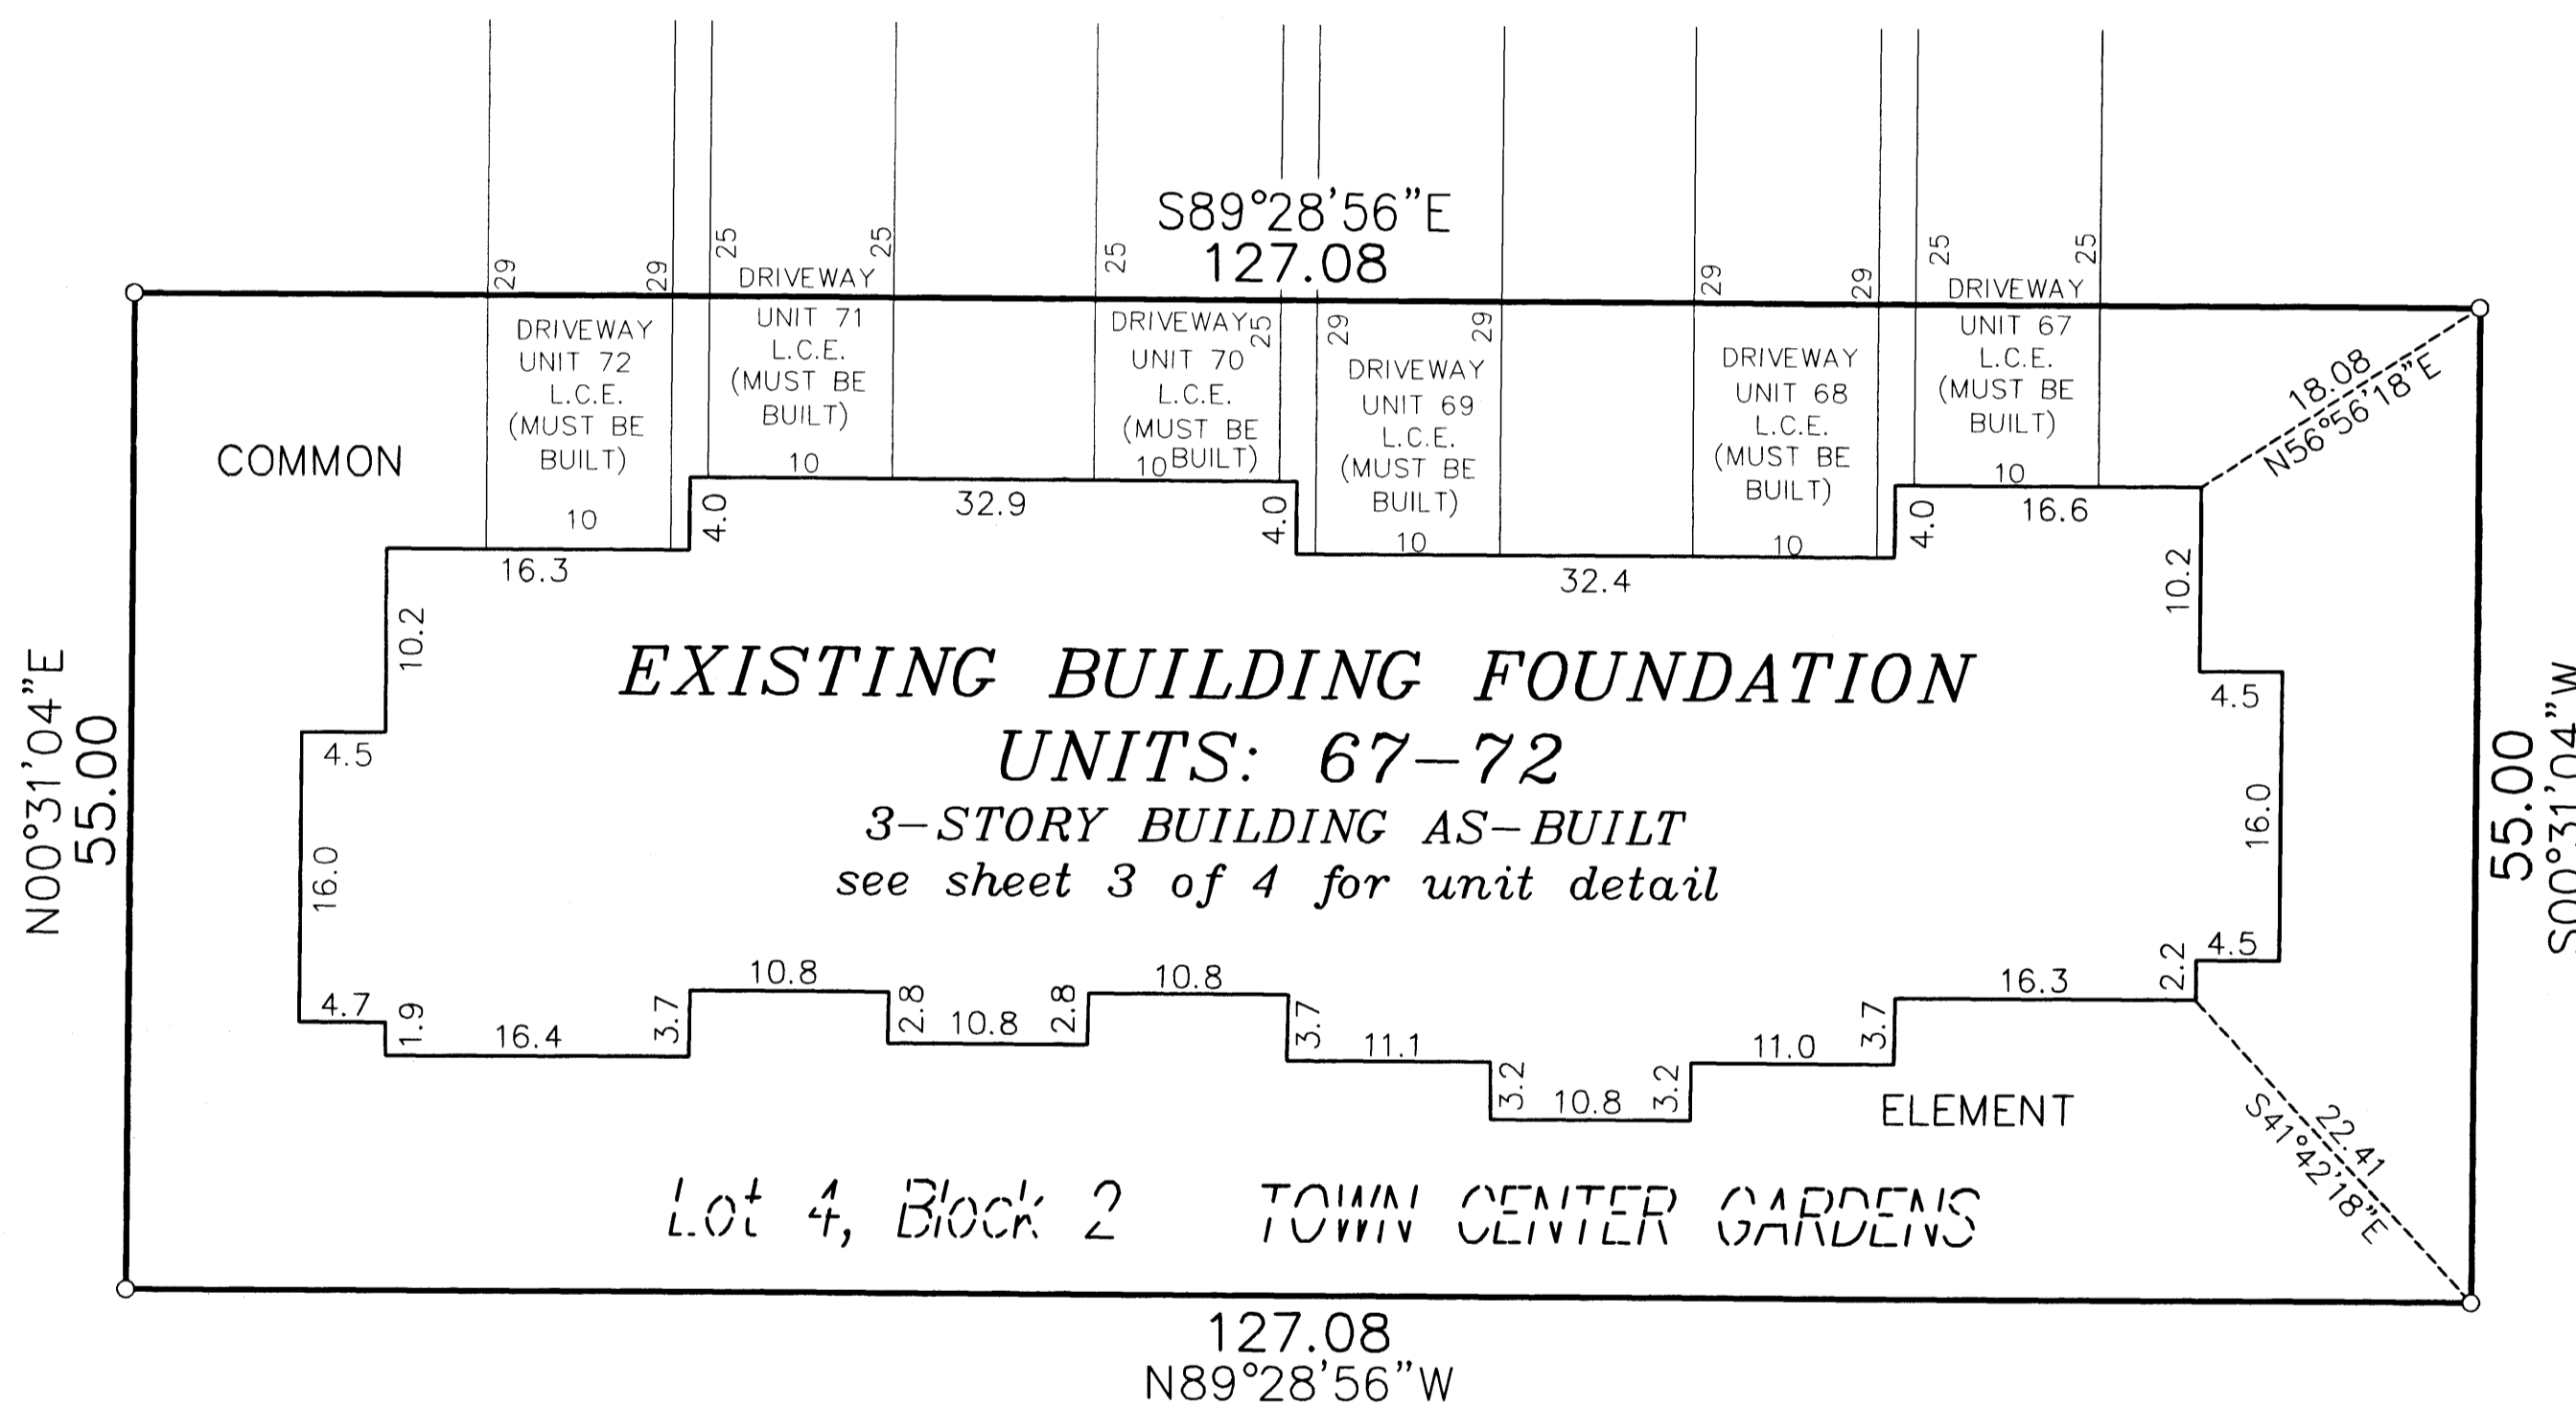 S89°28'56"E
127.08
29
29
25
25
25
25
29
29
29
29
25
25
DRIVEWAY
UNIT 72
L.C.E.
(MUST BE
BUILT)
10
DRIVEWAY
UNIT 71
L.C.E.
(MUST BE
BUILT)
10
DRIVEWAY
UNIT 70
L.C.E.
(MUST BE
BUILT)
10
DRIVEWAY
UNIT 69
L.C.E.
(MUST BE
BUILT)
10
DRIVEWAY
UNIT 68
L.C.E.
(MUST BE
BUILT)
10
DRIVEWAY
UNIT 67
L.C.E.
(MUST BE
BUILT)
10
18.08
N56°56'18"E
COMMON
16.3
4.0
32.9
4.0
32.4
4.0
16.6
10.2
10.2
4.5
4.5
N00°31'04"E
55.00
EXISTING BUILDING FOUNDATION
UNITS: 67-72
3-STORY BUILDING AS-BUILT
see sheet 3 of 4 for unit detail
55.00
S00°31'04"W
16.0
16.0
4.7
1.9
16.4
3.7
10.8
2.8
10.8
2.8
10.8
3.7
11.1
3.2
10.8
3.2
11.0
3.7
16.3
2.2
4.5
ELEMENT
22.41
S41°42'18"E
Lot 4, Block 2 TOWN CENTER GARDENS
127.08
N89°28'56"W